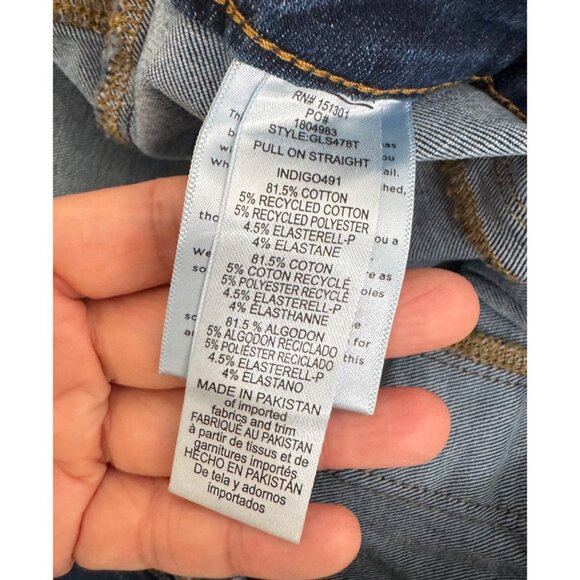 RN# 151301
PO#
1804983
STYLE:GLS478T
PULL ON STRAIGHT
INDIGO491
81.5% COTTON
5% RECYCLED COTTON
5% RECYCLED POLYESTER
4.5% ELASTERELL-P
4% ELASTANE
81.5% COTON
5% COTON RECYCLÉ
5% POLYESTER RECYCLÉ
4.5% ELASTERELL-P
4% ELASTHANNE
81.5 % ALGODON
5% ALGODON RECICLADO
5% POLIÉSTER RECICLADO
4.5% ELASTERELL-P
4% ELASTANO
MADE IN PAKISTAN
of imported
fabrics and trim
FABRIQUÉ AU PAKISTAN
à partir de tissus et de
garnitures importés
HECHO EN PAKISTÁN
De tela y adornos
importados